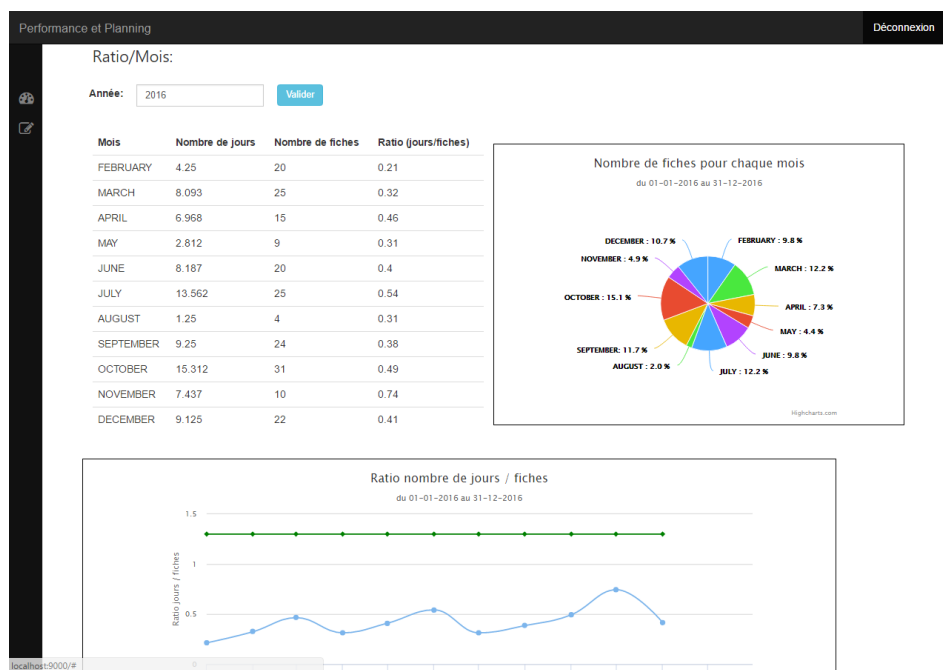 Performance et Planning
Déconnexion
Ratio/Mois:
Année: 2016 Valider
Mois Nombre de jours Nombre de fiches Ratio (jours/fiches)
FEBRUARY 4.25 20 0.21
MARCH 8.093 25 0.32
APRIL 6.968 15 0.46
MAY 2.812 9 0.31
JUNE 8.187 20 0.4
JULY 13.562 25 0.54
AUGUST 1.25 4 0.31
SEPTEMBER 9.25 24 0.38
OCTOBER 15.312 31 0.49
NOVEMBER 7.437 10 0.74
DECEMBER 9.125 22 0.41
Nombre de fiches pour chaque mois
du 01-01-2016 au 31-12-2016
DECEMBER : 10.7 %
FEBRUARY : 9.8 %
NOVEMBER : 4.9 %
MARCH : 12.2 %
OCTOBER : 15.1 %
APRIL : 7.3 %
MAY : 4.4 %
SEPTEMBER: 11.7 %
JUNE : 9.8 %
AUGUST : 2.0 %
JULY : 12.2 %
Highcharts.com
Ratio nombre de jours / fiches
du 01-01-2016 au 31-12-2016
Ratio jours / fiches
1.5
1
0.5
0
localhost:9000/#